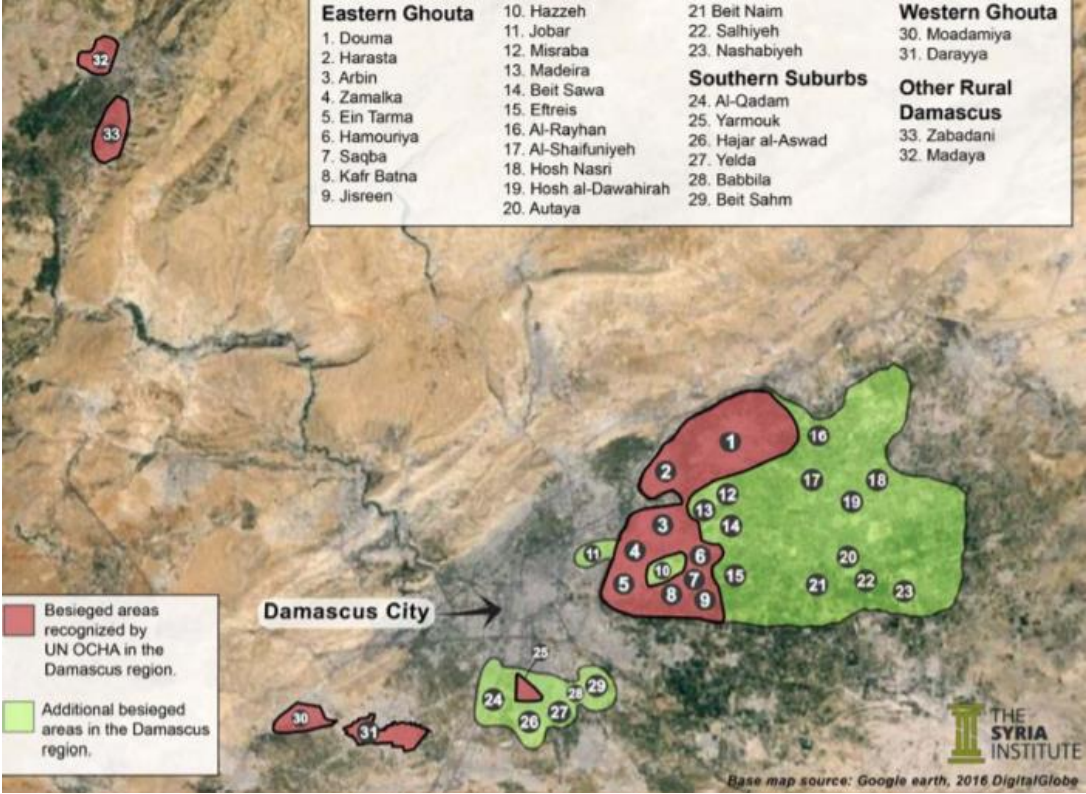 Eastern Ghouta
1. Douma
2. Harasta
3. Arbin
4. Zamalka
5. Ein Tarma
6. Hamouriya
7. Saqba
8. Kafr Batna
9. Jisreen
10. Hazzeh
11. Jobar
12. Misraba
13. Madeira
14. Beit Sawa
15. Eftreis
16. Al-Rayhan
17. Al-Shaifuniyeh
18. Hosh Nasri
19. Hosh al-Dawahirah
20. Autaya
21 Beit Naim
22. Salhiyeh
23. Nashabiyeh
Southern Suburbs
24. Al-Qadam
25. Yarmouk
26. Hajar al-Aswad
27. Yelda
28. Babbila
29. Beit Sahm
Western Ghouta
30. Moadamiya
31. Darayya
Other Rural
Damascus
33. Zabadani
32. Madaya
32
33
1
2
16
17
18
19
12
13
14
3
4
11
6
10
5
7
8
9
15
20
21
22
23
Damascus City
25
24
28
29
27
26
30
31
Besieged areas
recognized by
UN OCHA in the
Damascus region.
Additional besieged
areas in the Damascus
region.
THE
SYRIA
INSTITUTE
Base map source: Google earth, 2016 DigitalGlobe